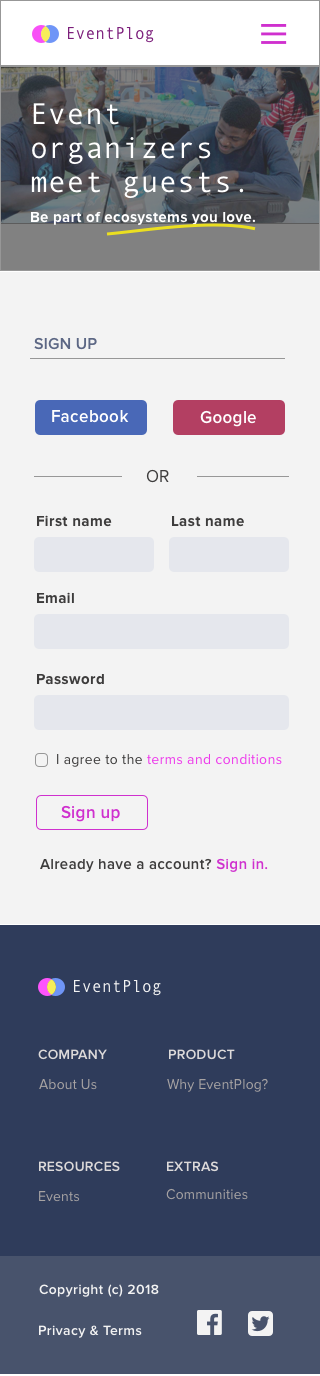 EventPlog
Event
organizers
meet guests.
Be part of ecosystems you love.
SIGN UP
Facebook Google
OR
First name Last name
Email
Password
I agree to the terms and conditions
Sign up
Already have a account? Sign in.
EventPlog
COMPANY PRODUCT
About Us Why EventPlog?
RESOURCES EXTRAS
Events Communities
Copyright (c) 2018
Privacy & Terms